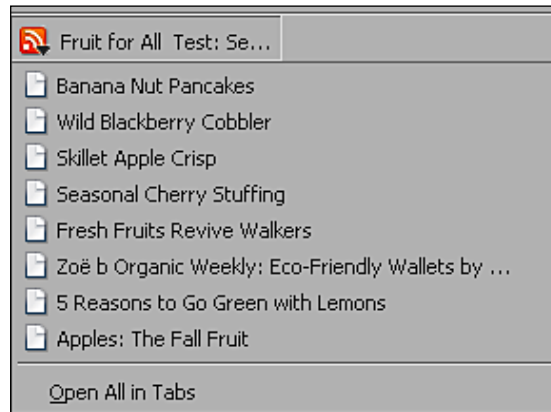 Fruit for All Test: Se...
Banana Nut Pancakes
Wild Blackberry Cobbler
Skillet Apple Crisp
Seasonal Cherry Stuffing
Fresh Fruits Revive Walkers
Zoë b Organic Weekly: Eco-Friendly Wallets by ...
5 Reasons to Go Green with Lemons
Apples: The Fall Fruit
Open All in Tabs